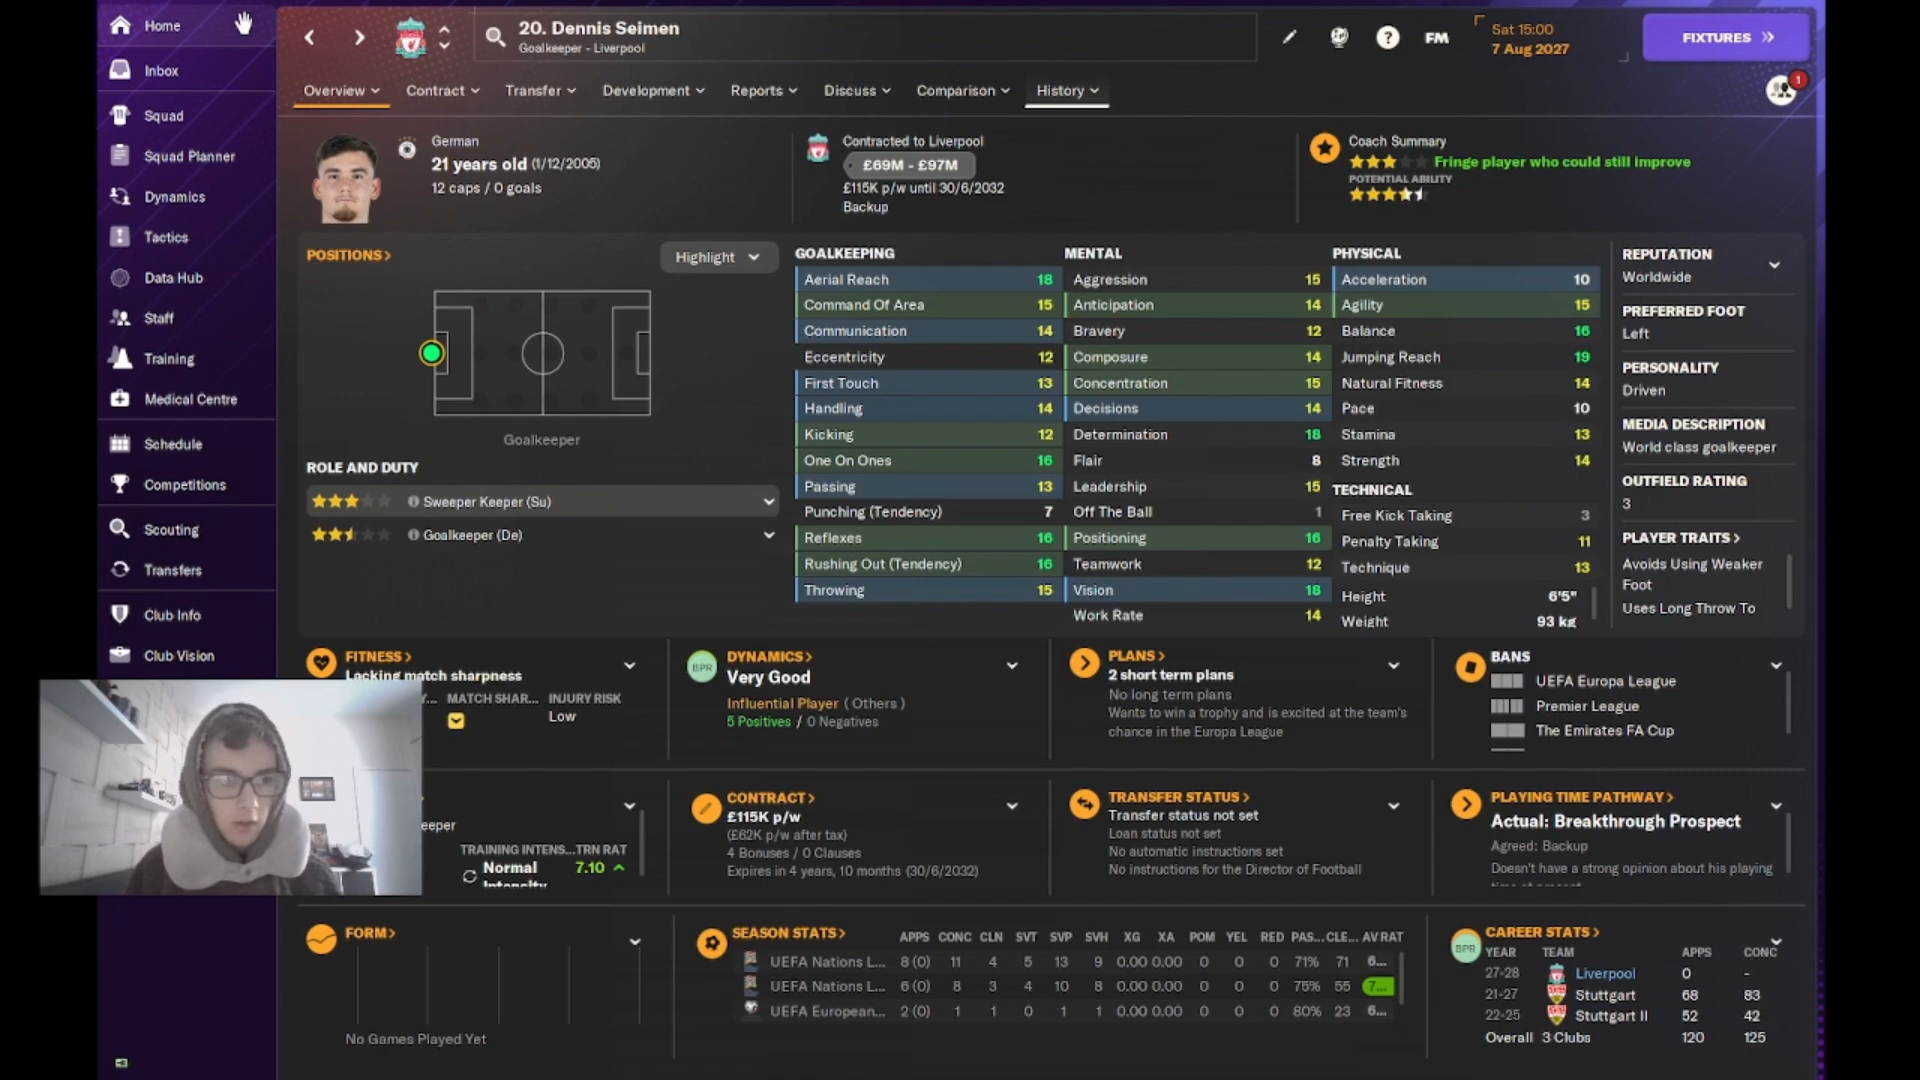 Home
Inbox
Squad
Squad Planner
Dynamics
Tactics
Data Hub
Staff
Training
Medical Centre
Schedule
Competitions
Scouting
Transfers
Club Info
Club Vision
20. Dennis Seimen
Goalkeeper - Liverpool
?
FM
Sat 15:00
7 Aug 2027
FIXTURES
1
Overview
Contract
Transfer
Development
Reports
Discuss
Comparison
History
German
21 years old (1/12/2005)
12 caps / 0 goals
Contracted to Liverpool
£69M - £97M
£115K p/w until 30/6/2032
Backup
Coach Summary
Fringe player who could still improve
POTENTIAL ABILITY
POSITIONS >
Highlight
Goalkeeper
ROLE AND DUTY
Sweeper Keeper (Su)
Goalkeeper (De)
GOALKEEPING
Aerial Reach 18
Command Of Area 15
Communication 14
Eccentricity 12
First Touch 13
Handling 14
Kicking 12
One On Ones 16
Passing 13
Punching (Tendency) 7
Reflexes 16
Rushing Out (Tendency) 16
Throwing 15
MENTAL
Aggression 15
Anticipation 14
Bravery 12
Composure 14
Concentration 15
Decisions 14
Determination 18
Flair 8
Leadership 15
Off The Ball 1
Positioning 16
Teamwork 12
Vision 18
Work Rate 14
PHYSICAL
Acceleration 10
Agility 15
Balance 16
Jumping Reach 19
Natural Fitness 14
Pace 10
Stamina 13
Strength 14
TECHNICAL
Free Kick Taking 3
Penalty Taking 11
Technique 13
Height 6'5"
Weight 93 kg
REPUTATION
Worldwide
PREFERRED FOOT
Left
PERSONALITY
Driven
MEDIA DESCRIPTION
World class goalkeeper
OUTFIELD RATING
3
PLAYER TRAITS >
Avoids Using Weaker
Foot
Uses Long Throw To
FITNESS >
Lacking match sharpness
Y... MATCH SHAR... INJURY RISK
Low
BPR
DYNAMICS >
Very Good
Influential Player ( Others )
5 Positives / 0 Negatives
PLANS >
2 short term plans
No long term plans
Wants to win a trophy and is excited at the team's
chance in the Europa League
BANS
UEFA Europa League
Premier League
The Emirates FA Cup
eeper
TRAINING INTENS... TRN RAT
Normal 7.10
Intensity
CONTRACT >
£115K p/w
(£62K p/w after tax)
4 Bonuses / 0 Clauses
Expires in 4 years, 10 months (30/6/2032)
TRANSFER STATUS >
Transfer status not set
Loan status not set
No automatic instructions set
No instructions for the Director of Football
PLAYING TIME PATHWAY >
Actual: Breakthrough Prospect
Agreed: Backup
Doesn't have a strong opinion about his playing
time at present
FORM >
No Games Played Yet
SEASON STATS > APPS CONC CLN SVT SVP SVH XG XA POM YEL RED PAS... CLE... AV RAT
UEFA Nations L... 8 (0) 11 4 5 13 9 0.00 0.00 0 0 0 71% 71 6...
UEFA Nations L... 6 (0) 8 3 4 10 8 0.00 0.00 0 0 0 75% 55 7...
UEFA European... 2 (0) 1 1 0 1 1 0.00 0.00 0 0 0 80% 23 6...
BPR
CAREER STATS >
YEAR TEAM APPS CONC
27-28 Liverpool 0 -
21-27 Stuttgart 68 83
22-25 Stuttgart II 52 42
Overall 3 Clubs 120 125